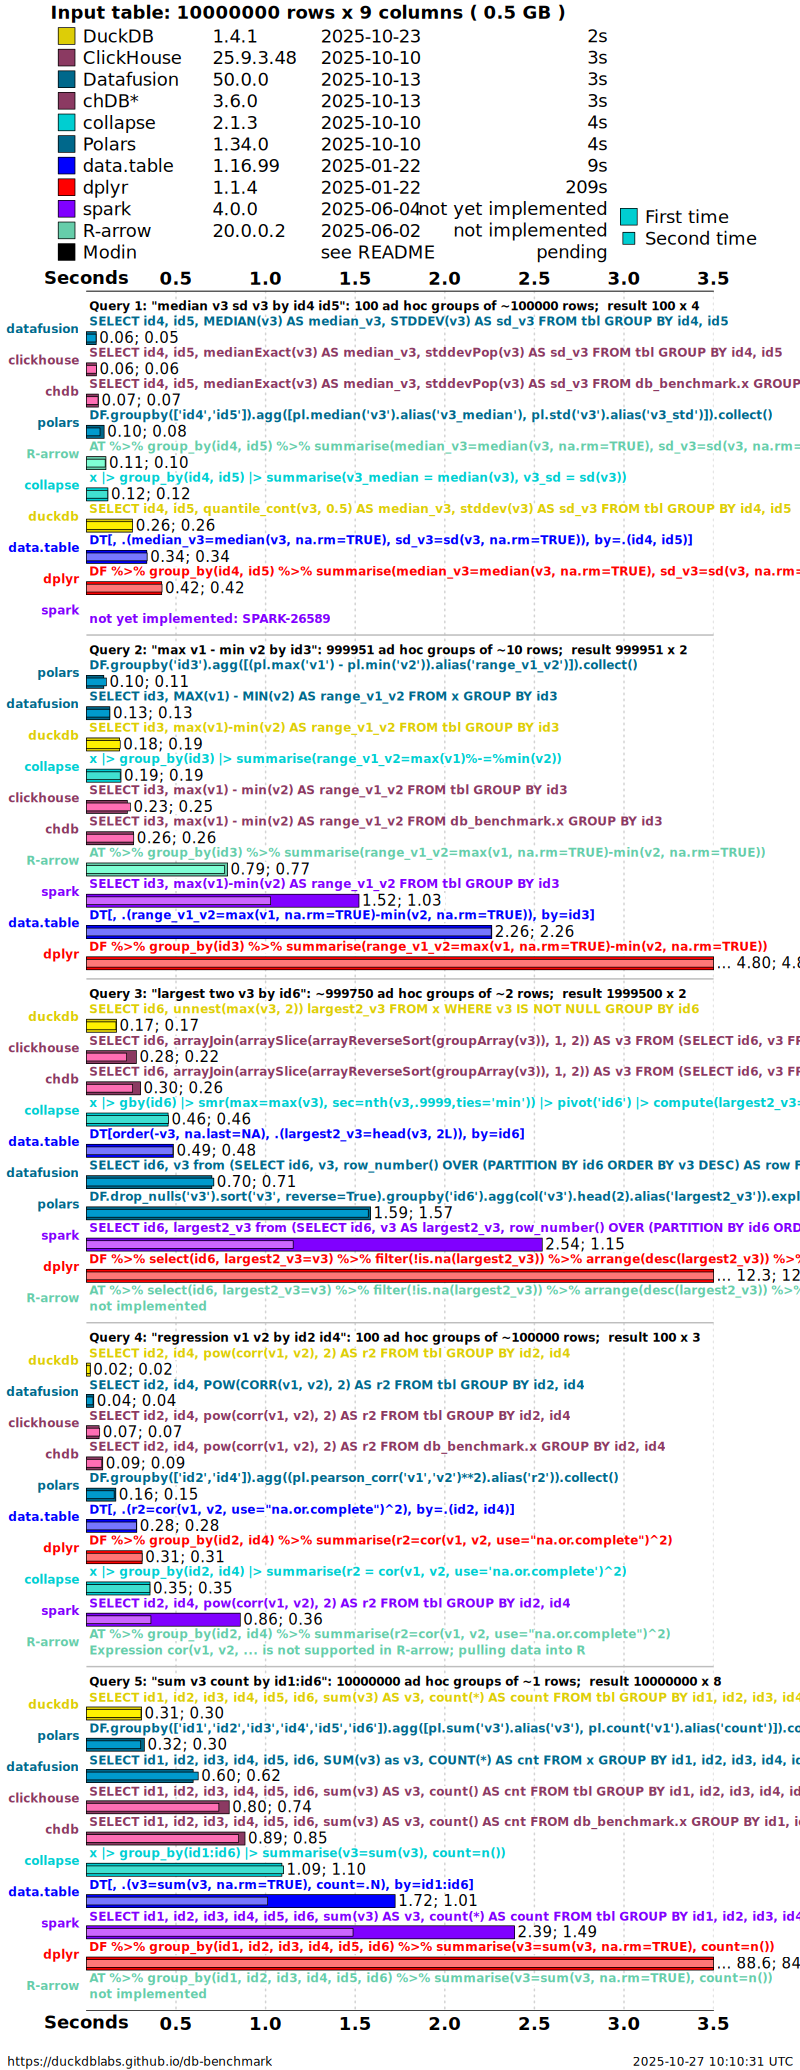 Input table: 10000000 rows x 9 columns ( 0.5 GB )
DuckDB 1.4.1 2025-10-23 2s
ClickHouse 25.9.3.48 2025-10-10 3s
Datafusion 50.0.0 2025-10-13 3s
chDB* 3.6.0 2025-10-13 3s
collapse 2.1.3 2025-10-10 4s
Polars 1.34.0 2025-10-10 4s
data.table 1.16.99 2025-01-22 9s
dplyr 1.1.4 2025-01-22 209s
spark 4.0.0 2025-06-04 not yet implemented
R-arrow 20.0.0.2 2025-06-02 not implemented
Modin see README pending
First time
Second time
Seconds 0.5 1.0 1.5 2.0 2.5 3.0 3.5
Query 1: "median v3 sd v3 by id4 id5": 100 ad hoc groups of ~100000 rows; result 100 x 4
datafusion SELECT id4, id5, MEDIAN(v3) AS median_v3, STDDEV(v3) AS sd_v3 FROM tbl GROUP BY id4, id5
0.06; 0.05
clickhouse SELECT id4, id5, medianExact(v3) AS median_v3, stddevPop(v3) AS sd_v3 FROM tbl GROUP BY id4, id5
0.06; 0.06
chdb SELECT id4, id5, medianExact(v3) AS median_v3, stddevPop(v3) AS sd_v3 FROM db_benchmark.x GROUP
0.07; 0.07
polars DF.groupby(['id4','id5']).agg([pl.median('v3').alias('v3_median'), pl.std('v3').alias('v3_std')]).collect()
0.10; 0.08
R-arrow AT %>% group_by(id4, id5) %>% summarise(median_v3=median(v3, na.rm=TRUE), sd_v3=sd(v3, na.rm=
0.11; 0.10
collapse x |> group_by(id4, id5) |> summarise(v3_median = median(v3), v3_sd = sd(v3))
0.12; 0.12
duckdb SELECT id4, id5, quantile_cont(v3, 0.5) AS median_v3, stddev(v3) AS sd_v3 FROM tbl GROUP BY id4, id5
0.26; 0.26
data.table DT[, .(median_v3=median(v3, na.rm=TRUE), sd_v3=sd(v3, na.rm=TRUE)), by=.(id4, id5)]
0.34; 0.34
dplyr DF %>% group_by(id4, id5) %>% summarise(median_v3=median(v3, na.rm=TRUE), sd_v3=sd(v3, na.rm=
0.42; 0.42
spark not yet implemented: SPARK-26589
Query 2: "max v1 - min v2 by id3": 999951 ad hoc groups of ~10 rows; result 999951 x 2
polars DF.groupby('id3').agg([(pl.max('v1') - pl.min('v2')).alias('range_v1_v2')]).collect()
0.10; 0.11
datafusion SELECT id3, MAX(v1) - MIN(v2) AS range_v1_v2 FROM x GROUP BY id3
0.13; 0.13
duckdb SELECT id3, max(v1)-min(v2) AS range_v1_v2 FROM tbl GROUP BY id3
0.18; 0.19
collapse x |> group_by(id3) |> summarise(range_v1_v2=max(v1)%-=%min(v2))
0.19; 0.19
clickhouse SELECT id3, max(v1) - min(v2) AS range_v1_v2 FROM tbl GROUP BY id3
0.23; 0.25
chdb SELECT id3, max(v1) - min(v2) AS range_v1_v2 FROM db_benchmark.x GROUP BY id3
0.26; 0.26
R-arrow AT %>% group_by(id3) %>% summarise(range_v1_v2=max(v1, na.rm=TRUE)-min(v2, na.rm=TRUE))
0.79; 0.77
spark SELECT id3, max(v1)-min(v2) AS range_v1_v2 FROM tbl GROUP BY id3
1.52; 1.03
data.table DT[, .(range_v1_v2=max(v1, na.rm=TRUE)-min(v2, na.rm=TRUE)), by=id3]
2.26; 2.26
dplyr DF %>% group_by(id3) %>% summarise(range_v1_v2=max(v1, na.rm=TRUE)-min(v2, na.rm=TRUE))
... 4.80; 4.8
Query 3: "largest two v3 by id6": ~999750 ad hoc groups of ~2 rows; result 1999500 x 2
duckdb SELECT id6, unnest(max(v3, 2)) largest2_v3 FROM x WHERE v3 IS NOT NULL GROUP BY id6
0.17; 0.17
clickhouse SELECT id6, arrayJoin(arraySlice(arrayReverseSort(groupArray(v3)), 1, 2)) AS v3 FROM (SELECT id6, v3 FR
0.28; 0.22
chdb SELECT id6, arrayJoin(arraySlice(arrayReverseSort(groupArray(v3)), 1, 2)) AS v3 FROM (SELECT id6, v3 FR
0.30; 0.26
collapse x |> gby(id6) |> smr(max=max(v3), sec=nth(v3,.9999,ties='min')) |> pivot('id6') |> compute(largest2_v3=
0.46; 0.46
data.table DT[order(-v3, na.last=NA), .(largest2_v3=head(v3, 2L)), by=id6]
0.49; 0.48
datafusion SELECT id6, v3 from (SELECT id6, v3, row_number() OVER (PARTITION BY id6 ORDER BY v3 DESC) AS row F
0.70; 0.71
polars DF.drop_nulls('v3').sort('v3', reverse=True).groupby('id6').agg(col('v3').head(2).alias('largest2_v3')).expl
1.59; 1.57
spark SELECT id6, largest2_v3 from (SELECT id6, v3 AS largest2_v3, row_number() OVER (PARTITION BY id6 ORD
2.54; 1.15
dplyr DF %>% select(id6, largest2_v3=v3) %>% filter(!is.na(largest2_v3)) %>% arrange(desc(largest2_v3)) %>%
... 12.3; 12
R-arrow AT %>% select(id6, largest2_v3=v3) %>% filter(!is.na(largest2_v3)) %>% arrange(desc(largest2_v3)) %>%
not implemented
Query 4: "regression v1 v2 by id2 id4": 100 ad hoc groups of ~100000 rows; result 100 x 3
duckdb SELECT id2, id4, pow(corr(v1, v2), 2) AS r2 FROM tbl GROUP BY id2, id4
0.02; 0.02
datafusion SELECT id2, id4, POW(CORR(v1, v2), 2) AS r2 FROM tbl GROUP BY id2, id4
0.04; 0.04
clickhouse SELECT id2, id4, pow(corr(v1, v2), 2) AS r2 FROM tbl GROUP BY id2, id4
0.07; 0.07
chdb SELECT id2, id4, pow(corr(v1, v2), 2) AS r2 FROM db_benchmark.x GROUP BY id2, id4
0.09; 0.09
polars DF.groupby(['id2','id4']).agg((pl.pearson_corr('v1','v2')**2).alias('r2')).collect()
0.16; 0.15
data.table DT[, .(r2=cor(v1, v2, use="na.or.complete")^2), by=.(id2, id4)]
0.28; 0.28
dplyr DF %>% group_by(id2, id4) %>% summarise(r2=cor(v1, v2, use="na.or.complete")^2)
0.31; 0.31
collapse x |> group_by(id2, id4) |> summarise(r2 = cor(v1, v2, use='na.or.complete')^2)
0.35; 0.35
spark SELECT id2, id4, pow(corr(v1, v2), 2) AS r2 FROM tbl GROUP BY id2, id4
0.86; 0.36
R-arrow AT %>% group_by(id2, id4) %>% summarise(r2=cor(v1, v2, use="na.or.complete")^2)
Expression cor(v1, v2, ... is not supported in R-arrow; pulling data into R
Query 5: "sum v3 count by id1:id6": 10000000 ad hoc groups of ~1 rows; result 10000000 x 8
duckdb SELECT id1, id2, id3, id4, id5, id6, sum(v3) AS v3, count(*) AS count FROM tbl GROUP BY id1, id2, id3, id4
0.31; 0.30
polars DF.groupby(['id1','id2','id3','id4','id5','id6']).agg([pl.sum('v3').alias('v3'), pl.count('v1').alias('count')]).co
0.32; 0.30
datafusion SELECT id1, id2, id3, id4, id5, id6, SUM(v3) as v3, COUNT(*) AS cnt FROM x GROUP BY id1, id2, id3, id4, id
0.60; 0.62
clickhouse SELECT id1, id2, id3, id4, id5, id6, sum(v3) AS v3, count() AS cnt FROM tbl GROUP BY id1, id2, id3, id4, id
0.80; 0.74
chdb SELECT id1, id2, id3, id4, id5, id6, sum(v3) AS v3, count() AS cnt FROM db_benchmark.x GROUP BY id1, i
0.89; 0.85
collapse x |> group_by(id1:id6) |> summarise(v3=sum(v3), count=n())
1.09; 1.10
data.table DT[, .(v3=sum(v3, na.rm=TRUE), count=.N), by=id1:id6]
1.72; 1.01
spark SELECT id1, id2, id3, id4, id5, id6, sum(v3) AS v3, count(*) AS count FROM tbl GROUP BY id1, id2, id3, id4
2.39; 1.49
dplyr DF %>% group_by(id1, id2, id3, id4, id5, id6) %>% summarise(v3=sum(v3, na.rm=TRUE), count=n())
... 88.6; 84
R-arrow AT %>% group_by(id1, id2, id3, id4, id5, id6) %>% summarise(v3=sum(v3, na.rm=TRUE), count=n())
not implemented
Seconds 0.5 1.0 1.5 2.0 2.5 3.0 3.5
https://duckdblabs.github.io/db-benchmark 2025-10-27 10:10:31 UTC